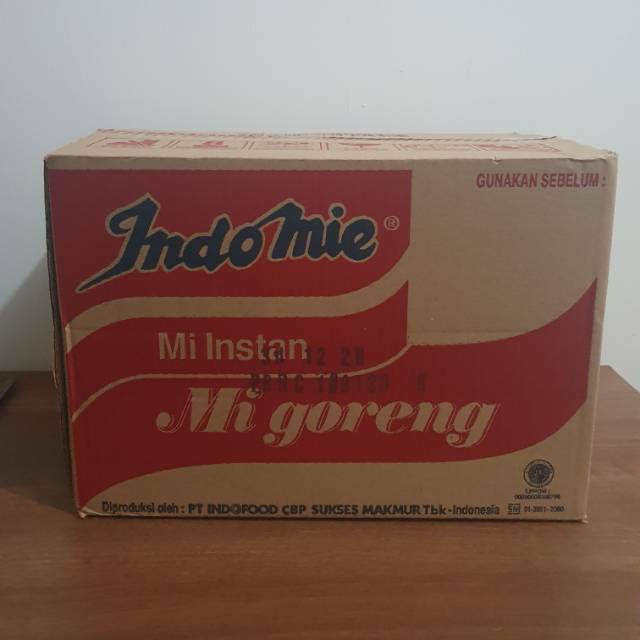 GUNAKAN SEBELUM :
Indomie ®
Mi Instan
Mi goreng
Diproduksi oleh : PT INDOFOOD CBP SUKSES MAKMUR Tbk - Indonesia